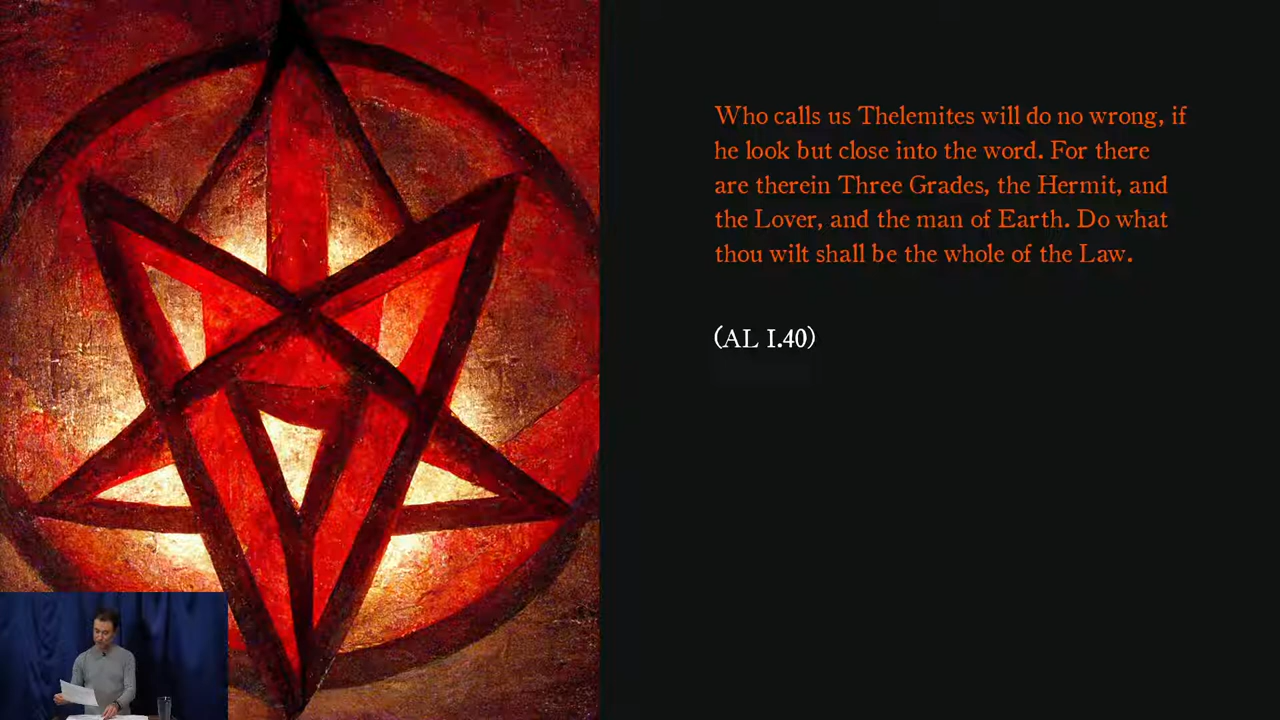 Who calls us Thelemites will do no wrong, if
he look but close into the word. For there
are therein Three Grades, the Hermit, and
the Lover, and the man of Earth. Do what
thou wilt shall be the whole of the Law.
(AL I.40)